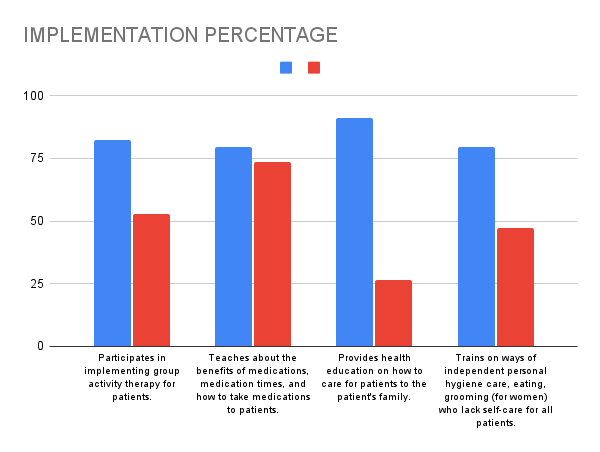 IMPLEMENTATION PERCENTAGE
100
75
50
25
0
Participates in
implementing group
activity therapy for
patients.
Teaches about the
benefits of medications,
medication times, and
how to take medications
to patients.
Provides health
education on how to
care for patients to the
patient's family.
Trains on ways of
independent personal
hygiene care, eating,
grooming (for women)
who lack self-care for all
patients.